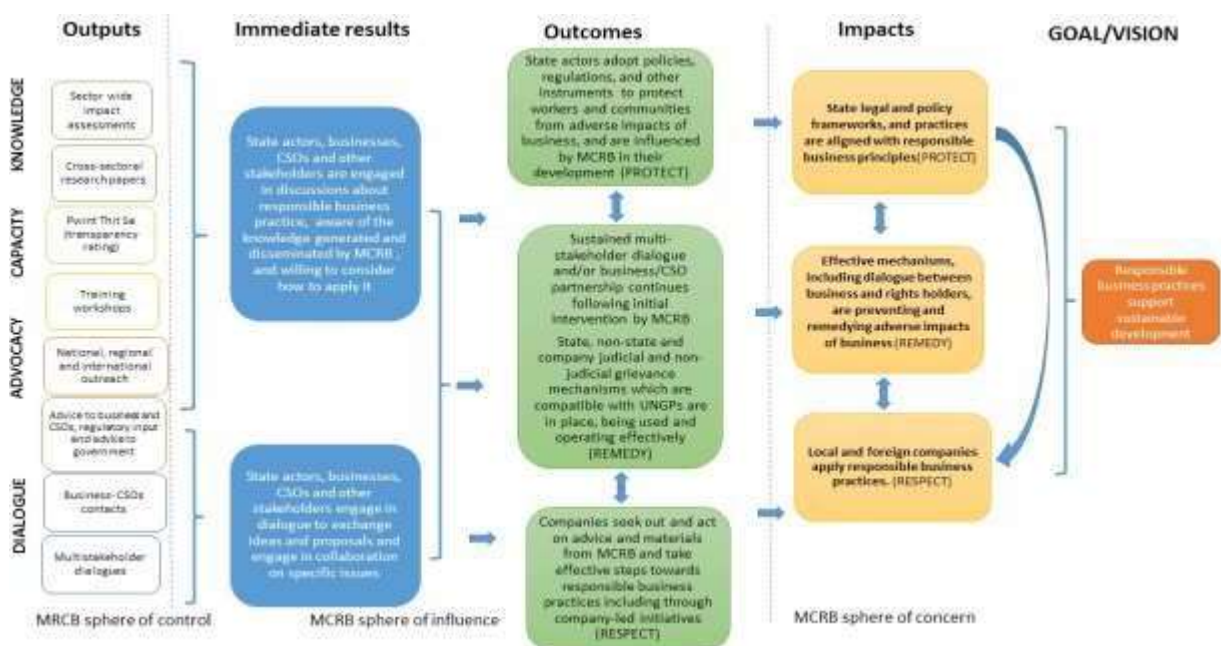 Outputs
Immediate results
Outcomes
Impacts
GOAL/VISION
KNOWLEDGE
CAPACITY
ADVOCACY
DIALOGUE
Sector wide
impact
assessments
Cross-sectoral
research papers
Pwint Thit Sa
(transparency
rating)
Training
workshops
National, regional
and international
outreach
Advice to business and
CSOs, regulatory input
and advice to
government
Business- CSOs
contacts
Multistakeholder
dialogues
MRCB sphere of control
State actors, businesses,
CSOs and other
stakeholders are engaged
in discussions about
responsible business
practice, aware of the
knowledge generated and
disseminated by MCRB ,
and willing to consider
how to apply it
State actors, businesses,
CSOs and other
stakeholders engage in
dialogue to exchange
ideas and proposals and
engage in collaboration
on specific issues
MCRB sphere of influence
State actors adopt policies,
regulations, and other
instruments to protect
workers and communities
from adverse impacts of
business, and are influenced
by MCRB in their
development (PROTECT)
Sustained multi-
stakeholder dialogue
and/or business/CSO
partnership continues
following initial
intervention by MCRB
State, non-state and
company judicial and non-
judicial grievance
mechanisms which are
compatible with UNGPs are
in place, being used and
operating effectively
(REMEDY)
Companies seek out and act
on advice and materials
from MCRB and take
effective steps towards
responsible business
practices including through
company-led initiatives
(RESPECT)
State legal and policy
frameworks, and practices
are aligned with responsible
business principles(PROTECT)
Effective mechanisms,
including dialogue between
business and rights holders,
are preventing and
remedying adverse impacts
of business (REMEDY)
Local and foreign companies
apply responsible business
practices. (RESPECT)
MCRB sphere of concern
Responsible
business practices
support
sustainable
development